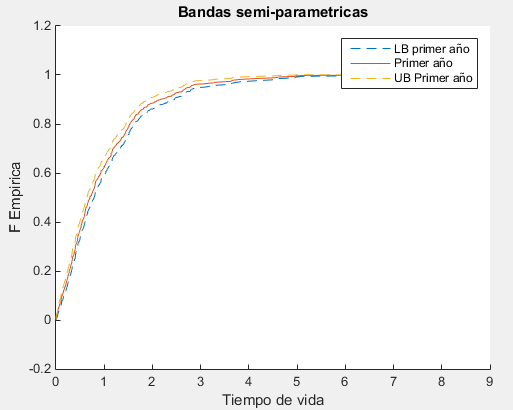 Bandas semi-parametricas
1.2
1
0.8
0.6
0.4
0.2
0
-0.2
F Empirica
LB primer año
Primer año
UB Primer año
0 1 2 3 4 5 6 7 8 9
Tiempo de vida